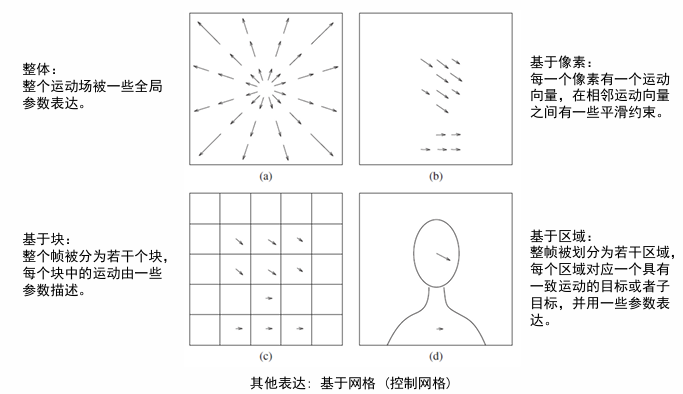 整体:
整个运动场被一些全局
参数表达。
(a)
(b)
基于像素:
每一个像素有一个运动
向量, 在相邻运动向量
之间有一些平滑约束。
基于块:
整个帧被分为若干个块,
每个块中的运动由一些
参数描述。
(c)
(d)
基于区域:
整帧被划分为若干区域,
每个区域对应一个具有
一致运动的目标或者子
目标, 并用一些参数表
达。
其他表达: 基于网格 (控制网格)